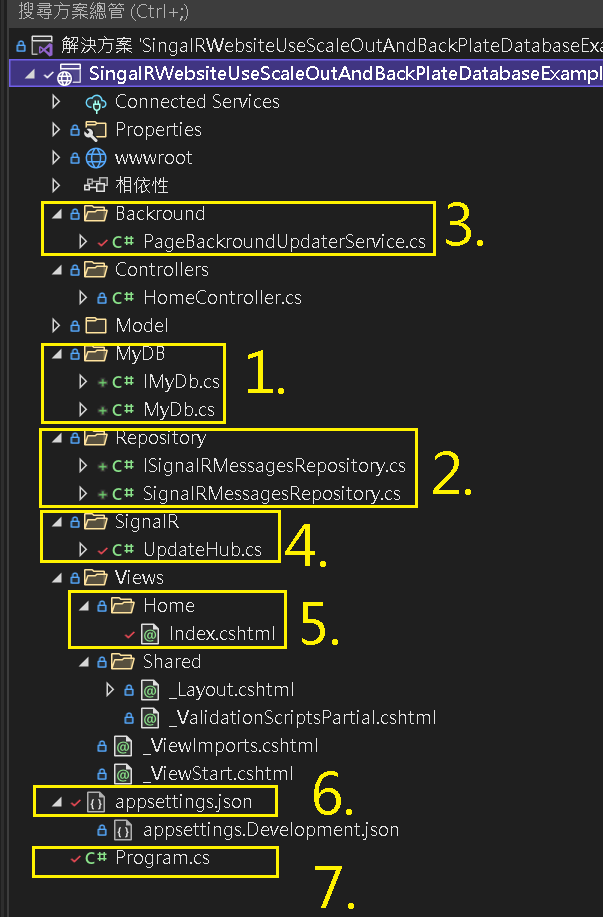 搜尋方案總管 (Ctrl+;)
解決方案 'SingalRWebsiteUseScaleOutAndBackPlateDatabaseExa
SingalRWebsiteUseScaleOutAndBackPlateDatabaseExampl
Connected Services
Properties
wwwroot
相依性
Backround
3.
C# PageBackroundUpdaterService.cs
Controllers
C# HomeController.cs
Model
MyDB
1.
C# IMyDb.cs
C# MyDb.cs
Repository
2.
C# ISignalRMessagesRepository.cs
C# SignalRMessagesRepository.cs
SignalR
4.
C# UpdateHub.cs
Views
Home
5.
Index.cshtml
Shared
_Layout.cshtml
_ValidationScriptsPartial.cshtml
_ViewImports.cshtml
_ViewStart.cshtml
appsettings.json
6.
appsettings.Development.json
C# Program.cs
7.